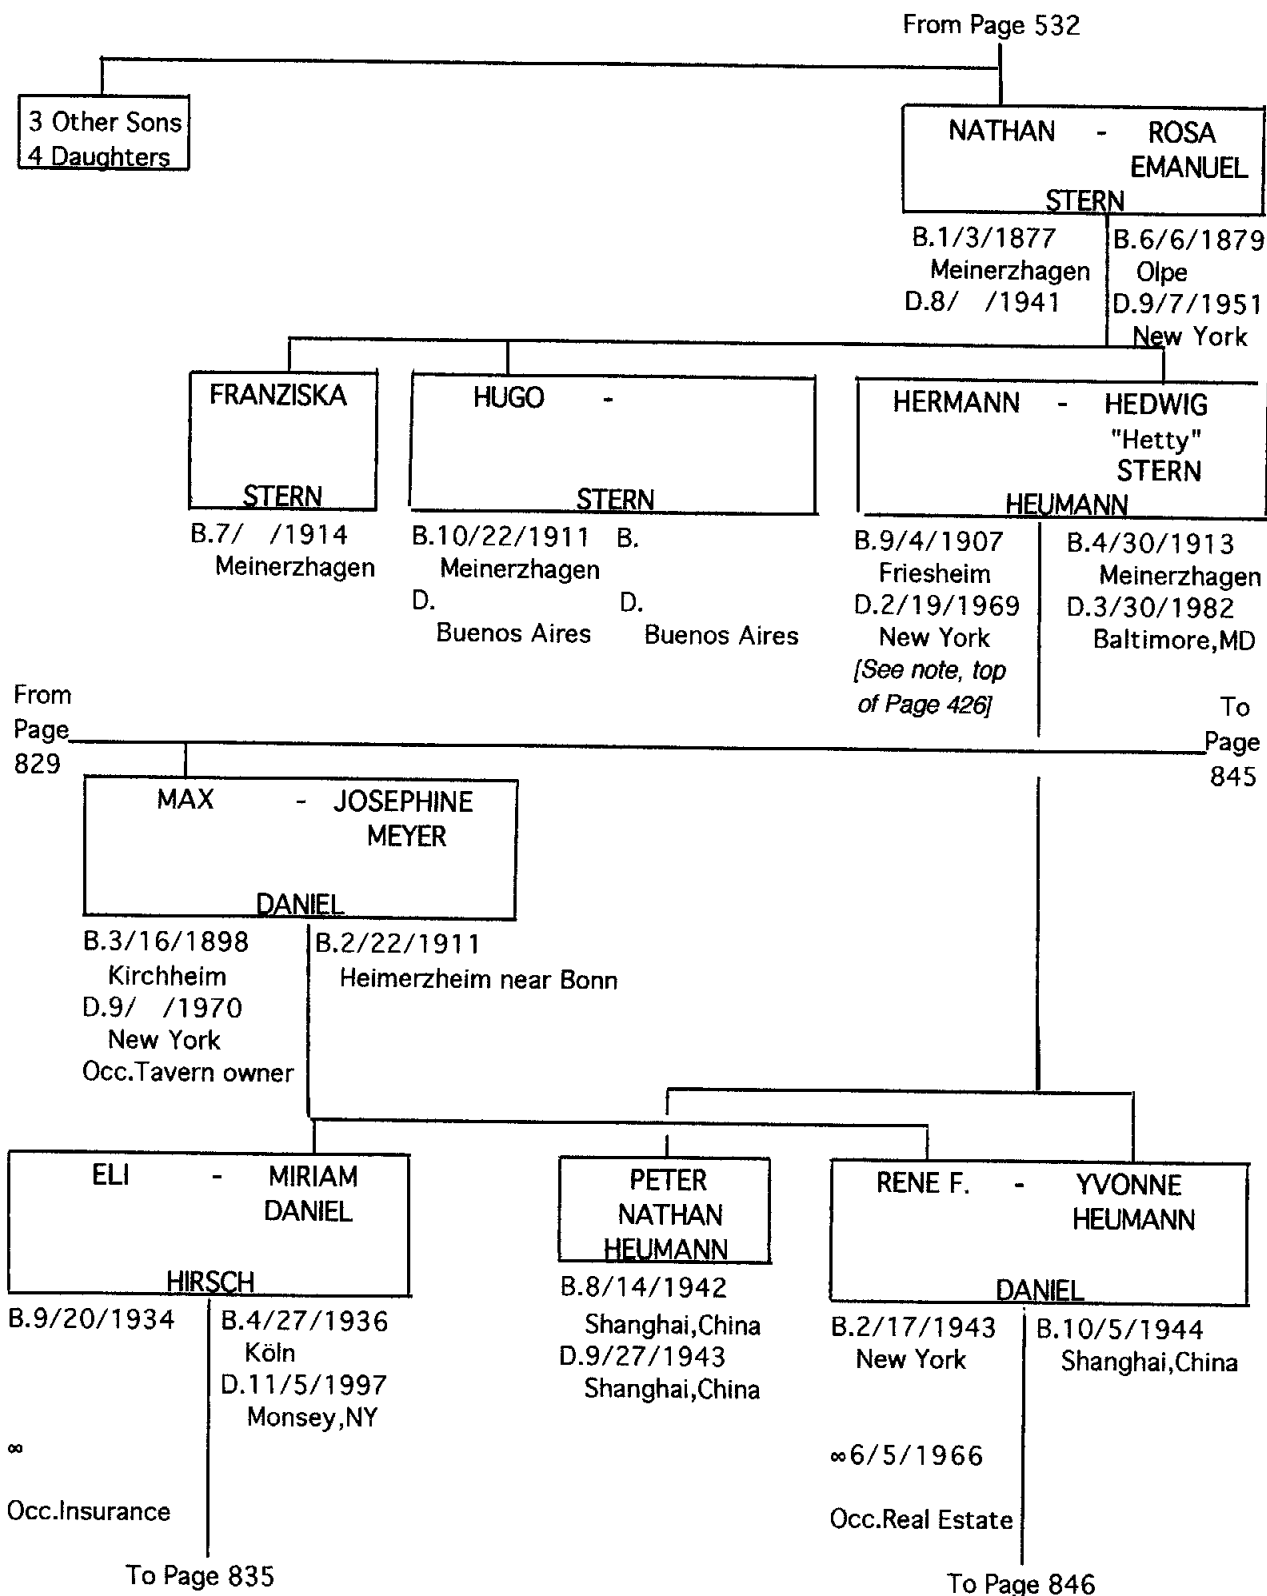 From Page 532
3 Other Sons
4 Daughters
NATHAN - ROSA
EMANUEL
STERN
B.1/3/1877
Meinerzhagen
D.8/ /1941
B.6/6/1879
Olpe
D.9/7/1951
New York
FRANZISKA
STERN
B.7/ /1914
Meinerzhagen
HUGO -
STERN
B.10/22/1911
Meinerzhagen
D.
Buenos Aires
B.
D.
Buenos Aires
HERMANN - HEDWIG
"Hetty"
STERN
HEUMANN
B.9/4/1907
Friesheim
D.2/19/1969
New York
[See note, top
of Page 426]
B.4/30/1913
Meinerzhagen
D.3/30/1982
Baltimore,MD
From
Page
829
To
Page
845
MAX - JOSEPHINE
MEYER
DANIEL
B.3/16/1898
Kirchheim
D.9/ /1970
New York
Occ.Tavern owner
B.2/22/1911
Heimerzheim near Bonn
ELI - MIRIAM
DANIEL
HIRSCH
B.9/20/1934
B.4/27/1936
Köln
D.11/5/1997
Monsey,NY
∞
Occ.Insurance
To Page 835
PETER
NATHAN
HEUMANN
B.8/14/1942
Shanghai,China
D.9/27/1943
Shanghai,China
RENE F. - YVONNE
HEUMANN
DANIEL
B.2/17/1943
New York
B.10/5/1944
Shanghai,China
∞6/5/1966
Occ.Real Estate
To Page 846